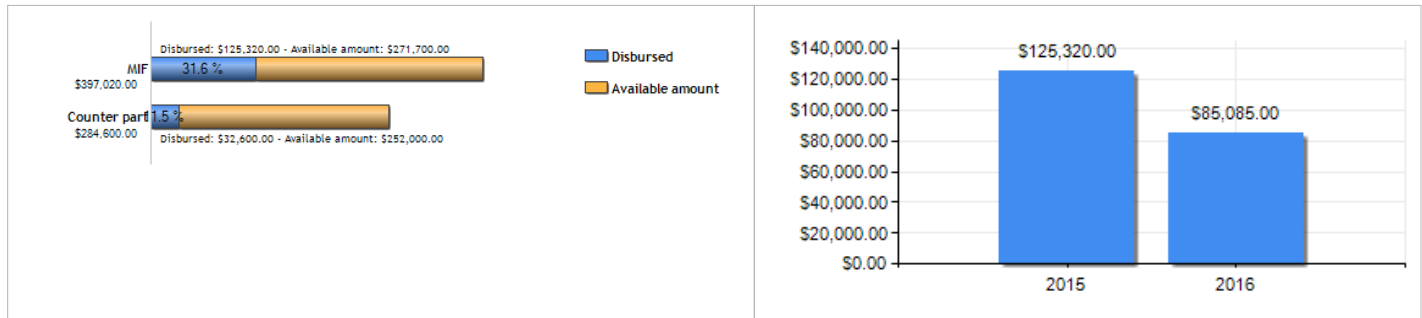 Disbursed: $125,320.00 - Available amount: $271,700.00
MIF
31.6 %
$397,020.00
Counter part
1.5 %
$284,600.00
Disbursed: $32,600.00 - Available amount: $252,000.00
Disbursed
Available amount
$140,000.00
$120,000.00
$100,000.00
$80,000.00
$60,000.00
$40,000.00
$20,000.00
$0.00
$125,320.00
$85,085.00
2015
2016